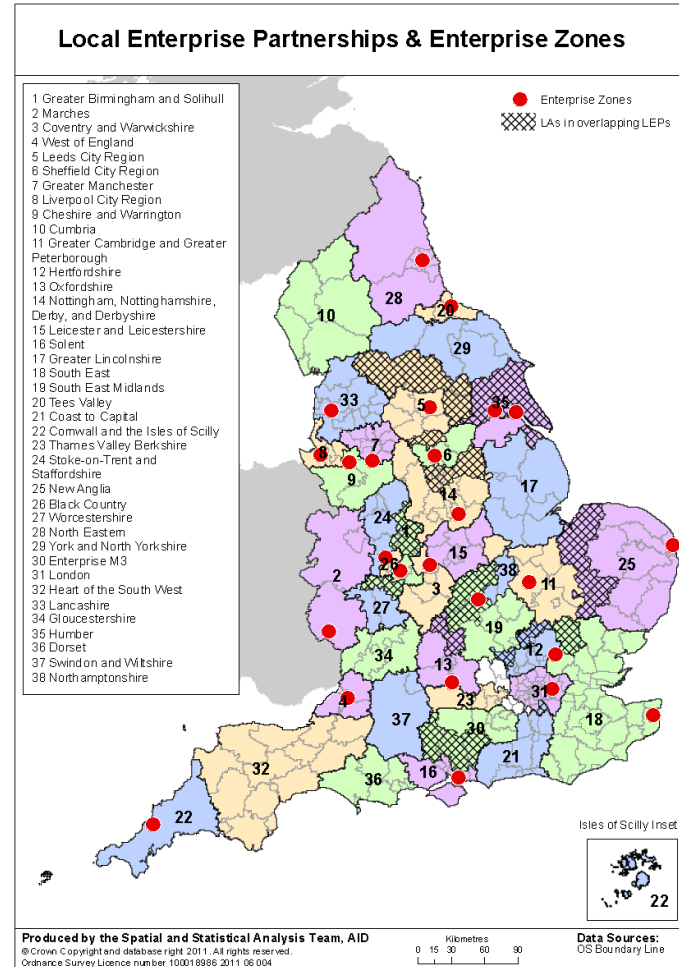 Local Enterprise Partnerships & Enterprise Zones
1 Greater Birmingham and Solihull
2 Marches
3 Coventry and Warwickshire
4 West of England
5 Leeds City Region
6 Sheffield City Region
7 Greater Manchester
8 Liverpool City Region
9 Cheshire and Warrington
10 Cumbria
11 Greater Cambridge and Greater
Peterborough
12 Hertfordshire
13 Oxfordshire
14 Nottingham, Nottinghamshire,
Derby, and Derbyshire
15 Leicester and Leicestershire
16 Solent
17 Greater Lincolnshire
18 South East
19 South East Midlands
20 Tees Valley
21 Coast to Capital
22 Cornwall and the Isles of Scilly
23 Thames Valley Berkshire
24 Stoke-on-Trent and
Staffordshire
25 New Anglia
26 Black Country
27 Worcestershire
28 North Eastern
29 York and North Yorkshire
30 Enterprise M3
31 London
32 Heart of the South West
33 Lancashire
34 Gloucestershire
35 Humber
36 Dorset
37 Swindon and Wiltshire
38 Northamptonshire
Enterprise Zones
LAs in overlapping LEPs
28
10
20
29
33
5
35
8
7
6
9
14
17
24
1
15
25
2
26
3
38
11
27
19
12
34
13
4
23
31
37
30
18
32
16
21
36
22
Isles of Scilly Inset
22
Produced by the Spatial and Statistical Analysis Team, AID
© Crown Copyright and database right 2011. All rights reserved.
Ordnance Survey Licence number 100018986 2011 06 004
Kilometres
0 15 30 60 90
Data Sources:
OS Boundary Line